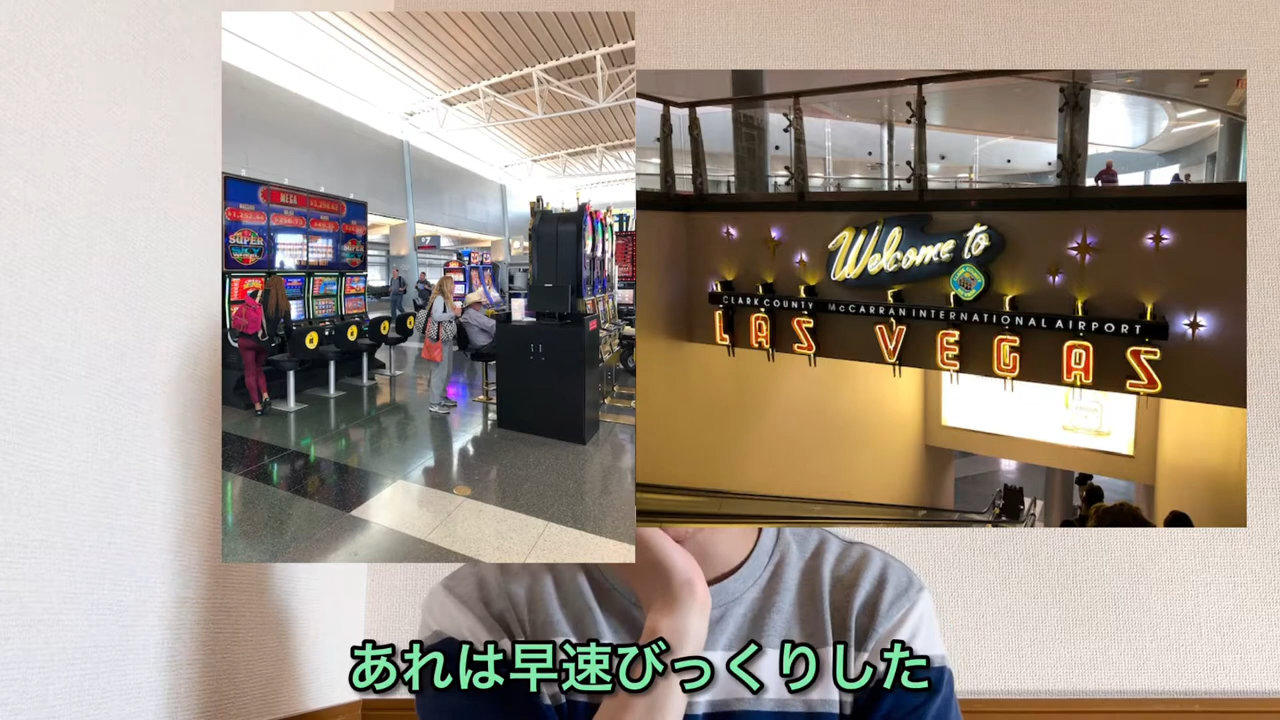 MEGA
SUPER
Welcome to
CLARK COUNTY McCARRAN INTERNATIONAL AIRPORT
LAS VEGAS
あれは早速びっくりした